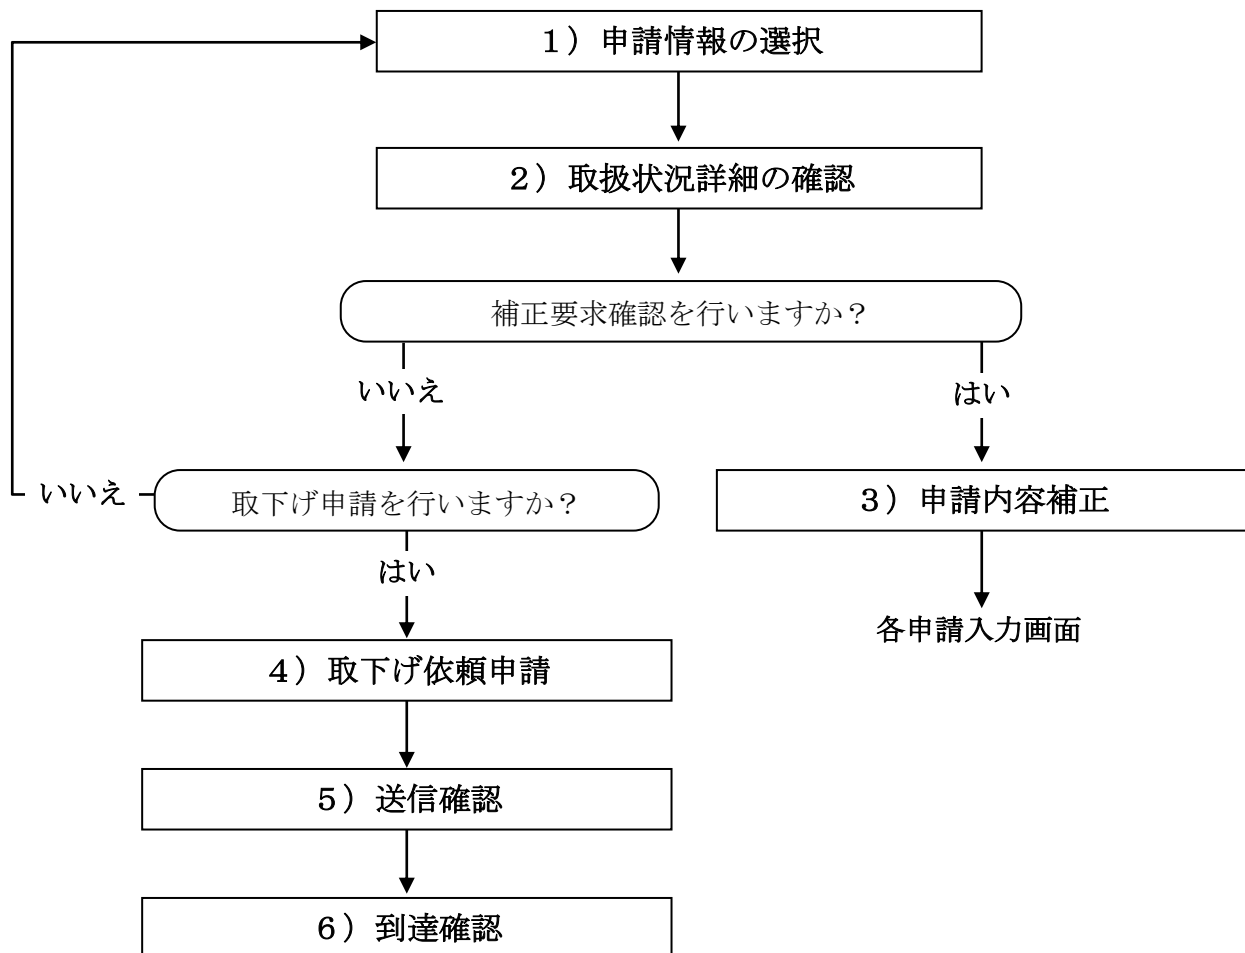 １）申請情報の選択
２）取扱状況詳細の確認
補正要求確認を行いますか？
いいえ
はい
いいえ
取下げ申請を行いますか？
３）申請内容補正
はい
各申請入力画面
４）取下げ依頼申請
５）送信確認
６）到達確認